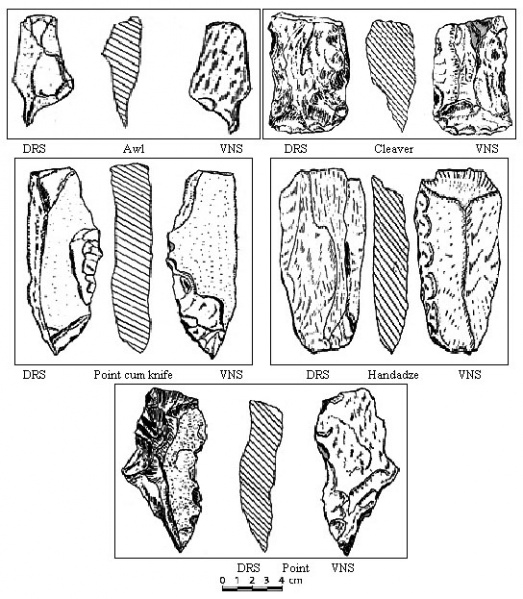 DRS Awl VNS
DRS Cleaver VNS
DRS Point cum knife VNS
DRS Handadze VNS
DRS Point VNS
0 1 2 3 4 cm